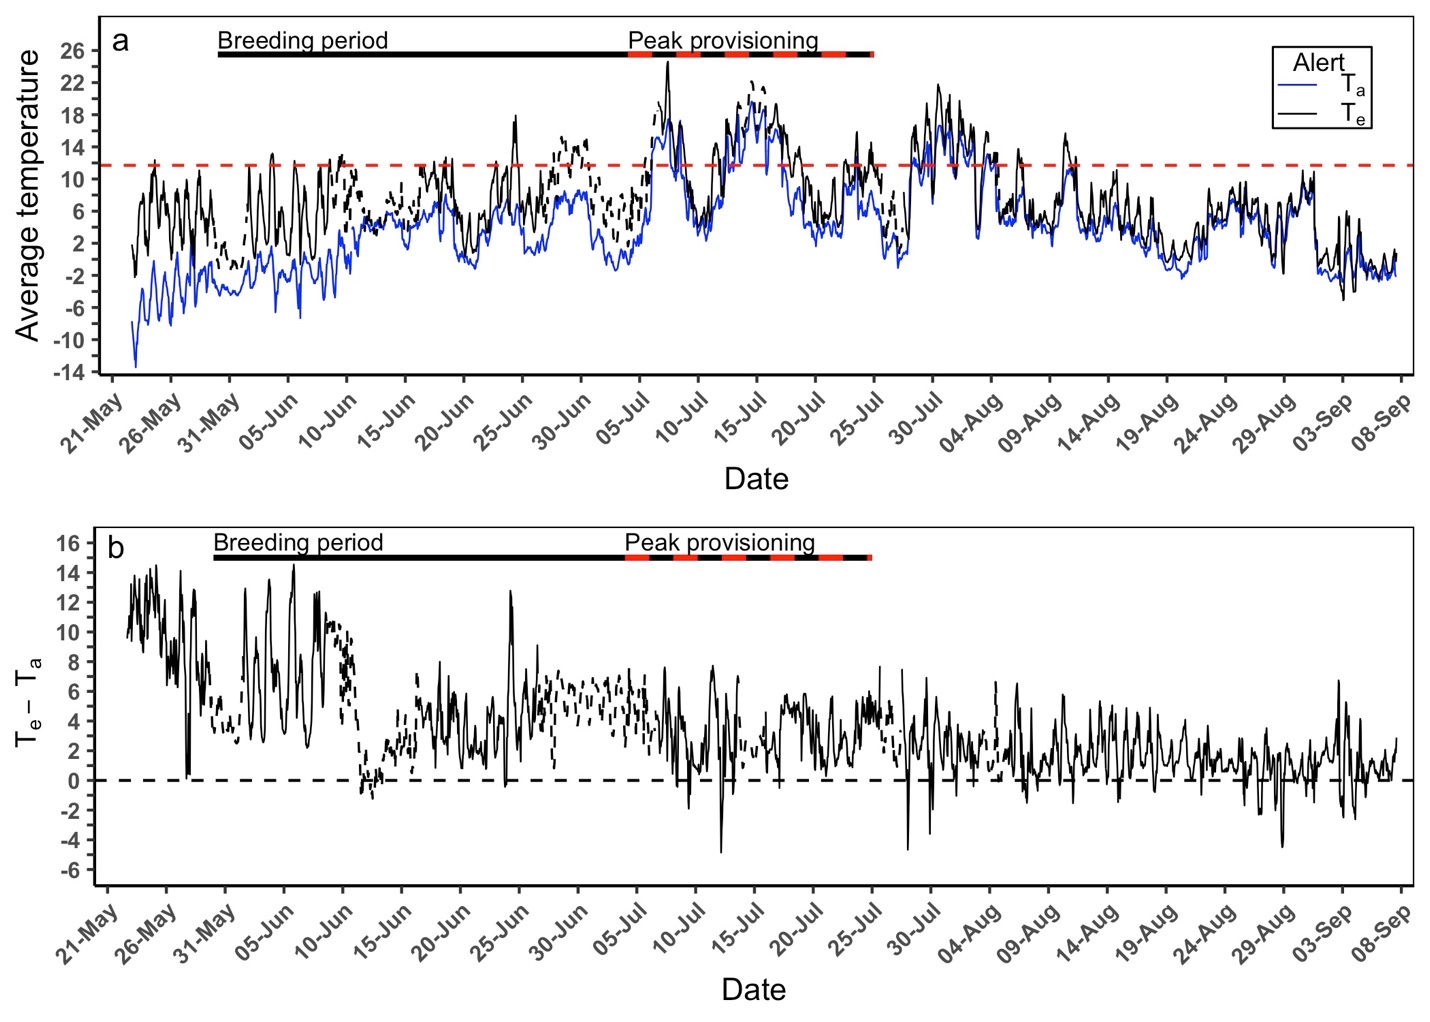 a
Breeding period
Peak provisioning
Alert
Ta
Te
Average temperature
26
22
18
14
10
6
2
-2
-6
-10
-14
21-May
26-May
31-May
05-Jun
10-Jun
15-Jun
20-Jun
25-Jun
30-Jun
05-Jul
10-Jul
15-Jul
20-Jul
25-Jul
30-Jul
04-Aug
09-Aug
14-Aug
19-Aug
24-Aug
29-Aug
03-Sep
08-Sep
Date
b
Breeding period
Peak provisioning
Te − Ta
16
14
12
10
8
6
4
2
0
-2
-4
-6
21-May
26-May
31-May
05-Jun
10-Jun
15-Jun
20-Jun
25-Jun
30-Jun
05-Jul
10-Jul
15-Jul
20-Jul
25-Jul
30-Jul
04-Aug
09-Aug
14-Aug
19-Aug
24-Aug
29-Aug
03-Sep
08-Sep
Date